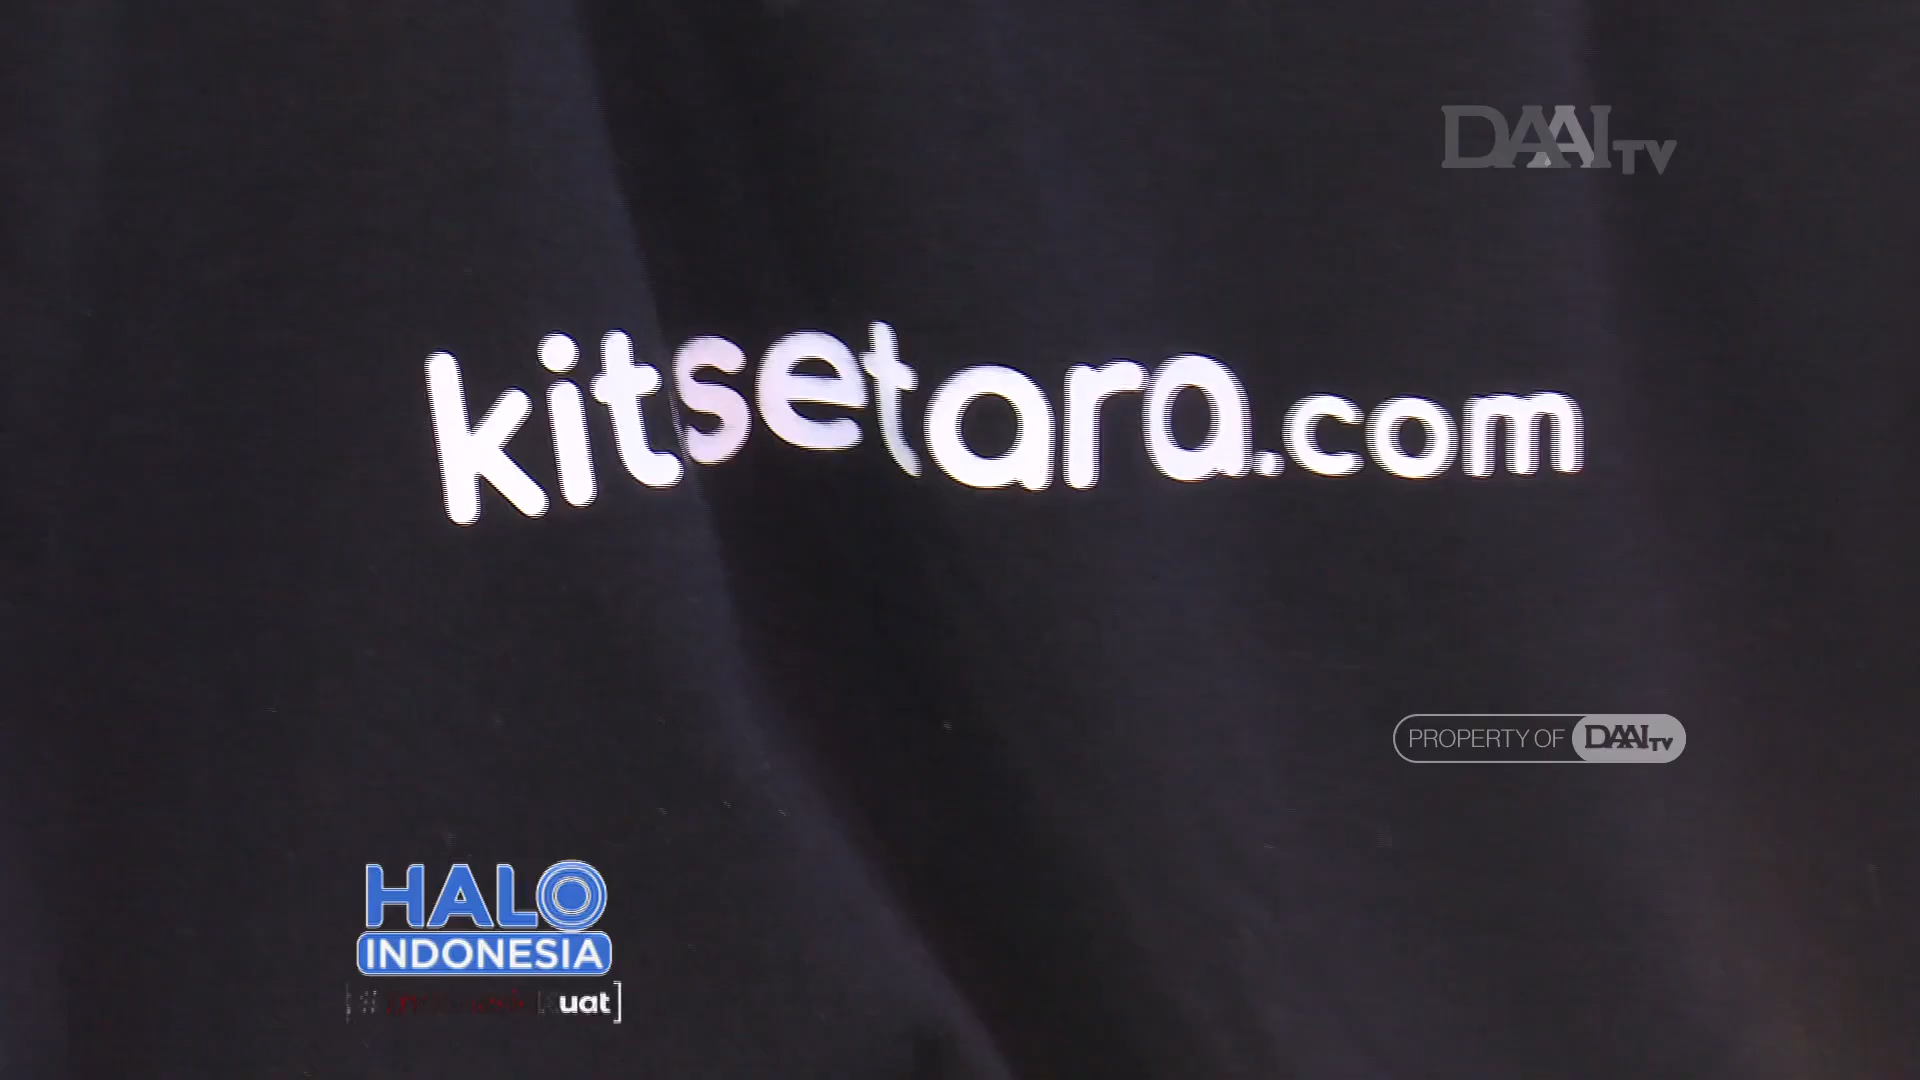 DAAI TV
kitsetara.com
PROPERTY OF DAAI TV
HALO
INDONESIA
uat]